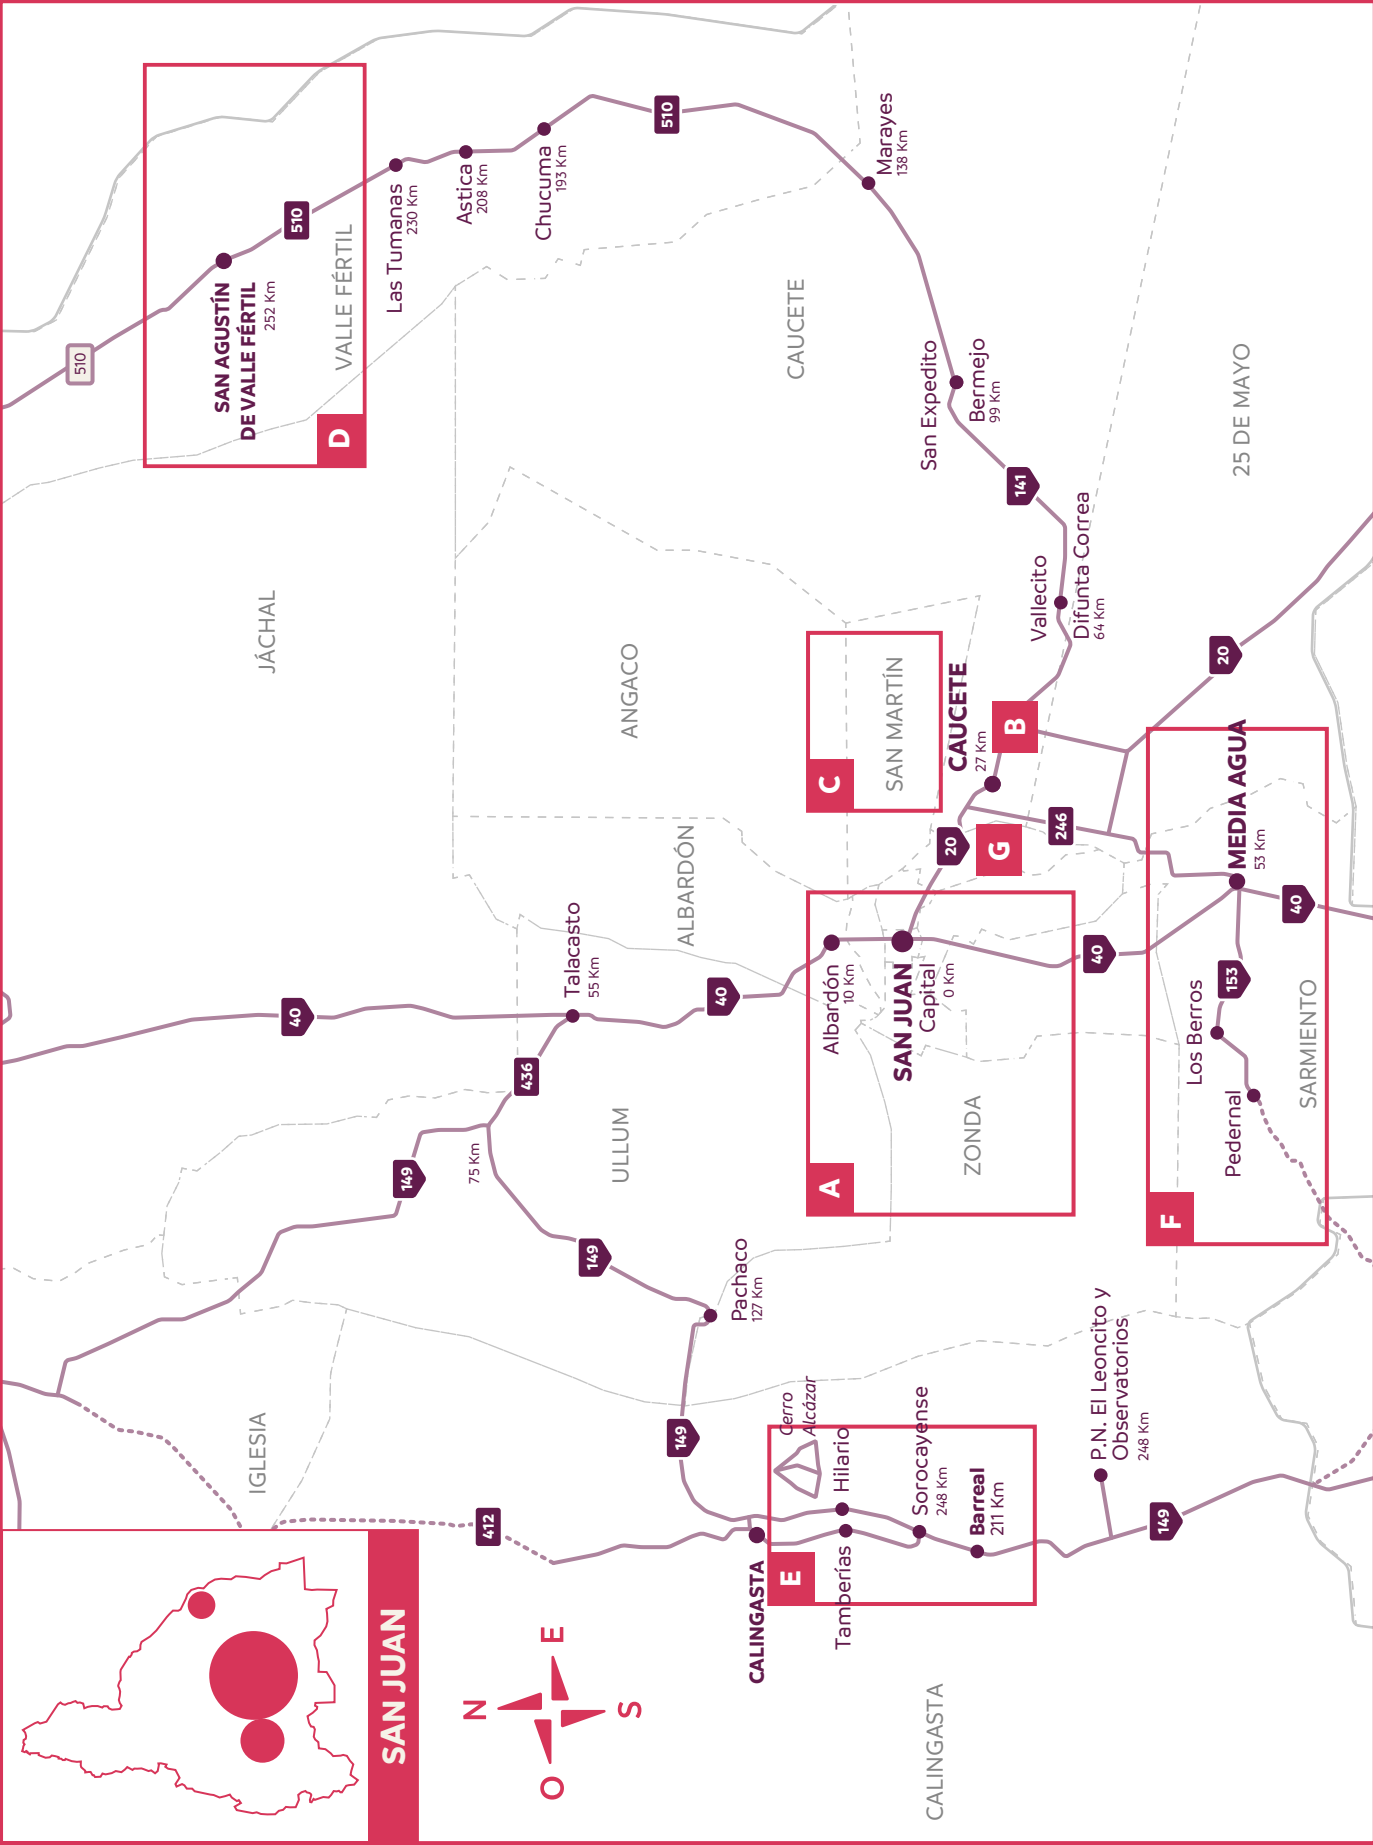 SAN JUAN
N
O
E
S
412
IGLESIA
149
75 Km
436
40
Talacasto
55 Km
JÁCHAL
510
SAN AGUSTÍN
DE VALLE FÉRTIL
252 Km
510
VALLE FÉRTIL
D
Las Tumanas
230 Km
Astica
208 Km
Chucuma
193 Km
510
Marayes
138 Km
CAUCETE
San Expedito
Bermejo
99 Km
141
25 DE MAYO
Vallecito
Difunta Correa
64 Km
20
ANGACO
ALBARDÓN
ULLUM
149
Pachaco
127 Km
149
40
C
SAN MARTÍN
CAUCETE
27 Km
B
20
G
246
Albardón
10 Km
SAN JUAN
Capital
0 Km
ZONDA
A
40
MEDIA AGUA
53 Km
40
153
Los Berros
Pedernal
SARMIENTO
F
Cerro
Alcázar
Hilario
Sorocayense
248 Km
Barreal
211 Km
E
CALINGASTA
Tamberías
P.N. El Leoncito y
Observatorios
248 Km
149
CALINGASTA